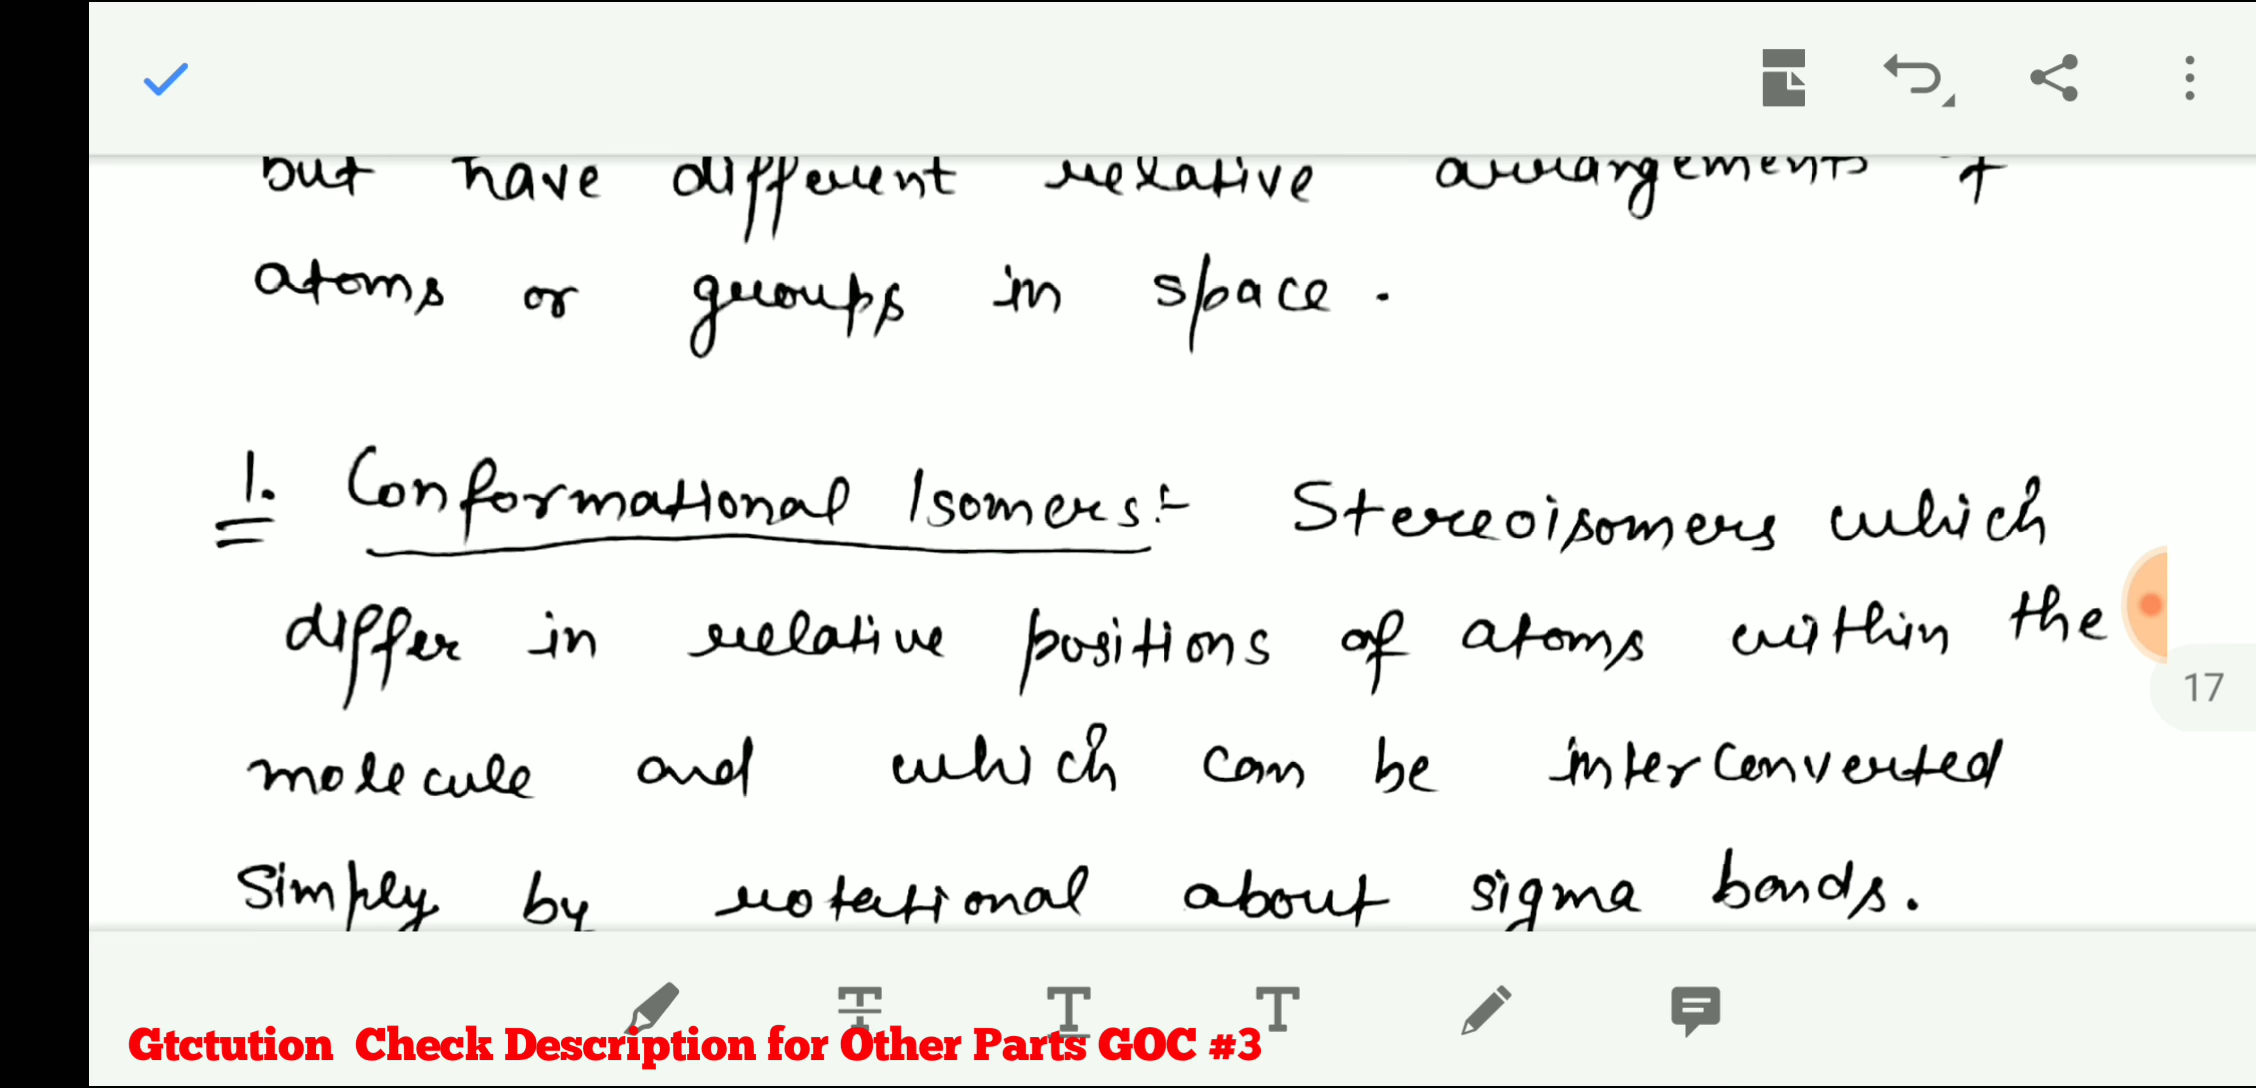 but have different relative arrangements of
atoms or groups in space.
1. Conformational Isomers:- Stereoisomers which
differ in relative positions of atoms within the
17
molecule and which can be interconverted
Simply by rotational about sigma bonds.
T T T
Gtctution Check Description for Other Parts GOC #3